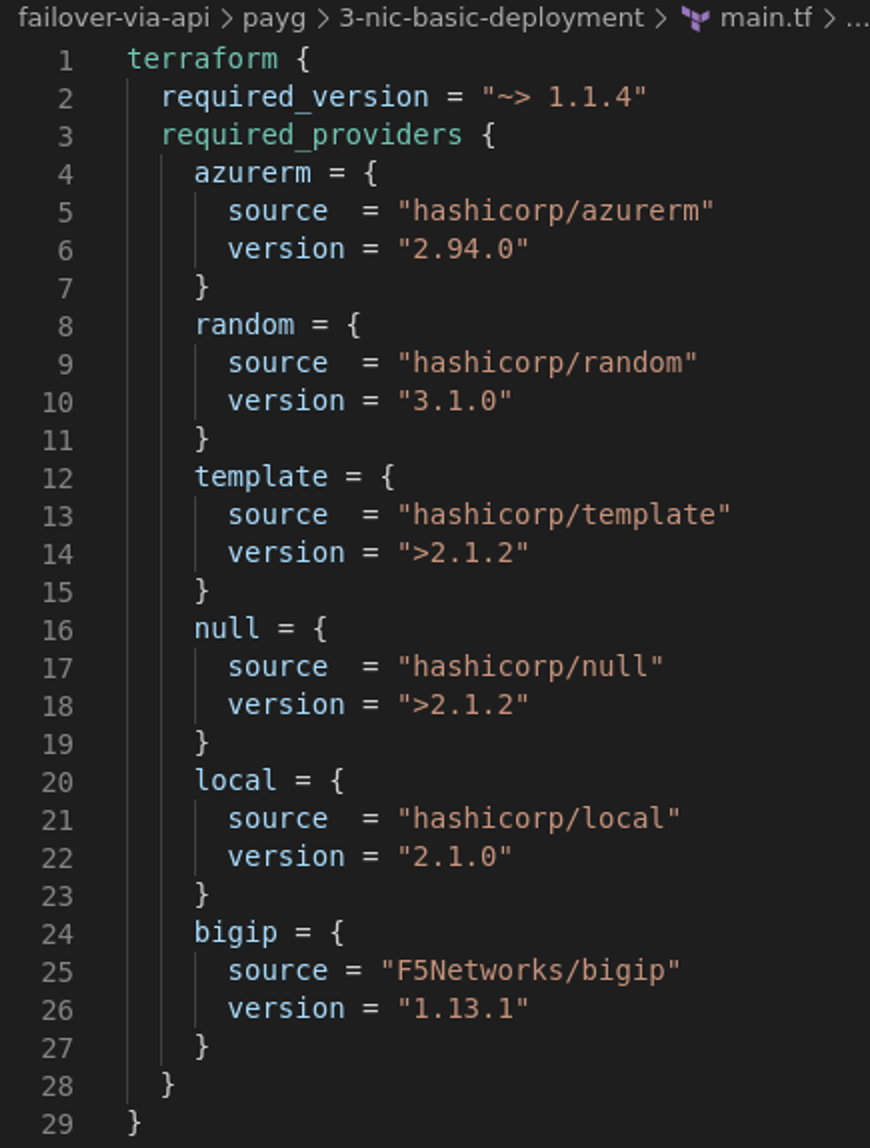 failover-via-api > payg > 3-nic-basic-deployment > main.tf > ...
1 terraform {
2   required_version = "~> 1.1.4"
3   required_providers {
4     azurerm = {
5       source  = "hashicorp/azurerm"
6       version = "2.94.0"
7     }
8     random = {
9       source  = "hashicorp/random"
10       version = "3.1.0"
11     }
12     template = {
13       source  = "hashicorp/template"
14       version = ">2.1.2"
15     }
16     null = {
17       source  = "hashicorp/null"
18       version = ">2.1.2"
19     }
20     local = {
21       source  = "hashicorp/local"
22       version = "2.1.0"
23     }
24     bigip = {
25       source = "F5Networks/bigip"
26       version = "1.13.1"
27     }
28   }
29 }